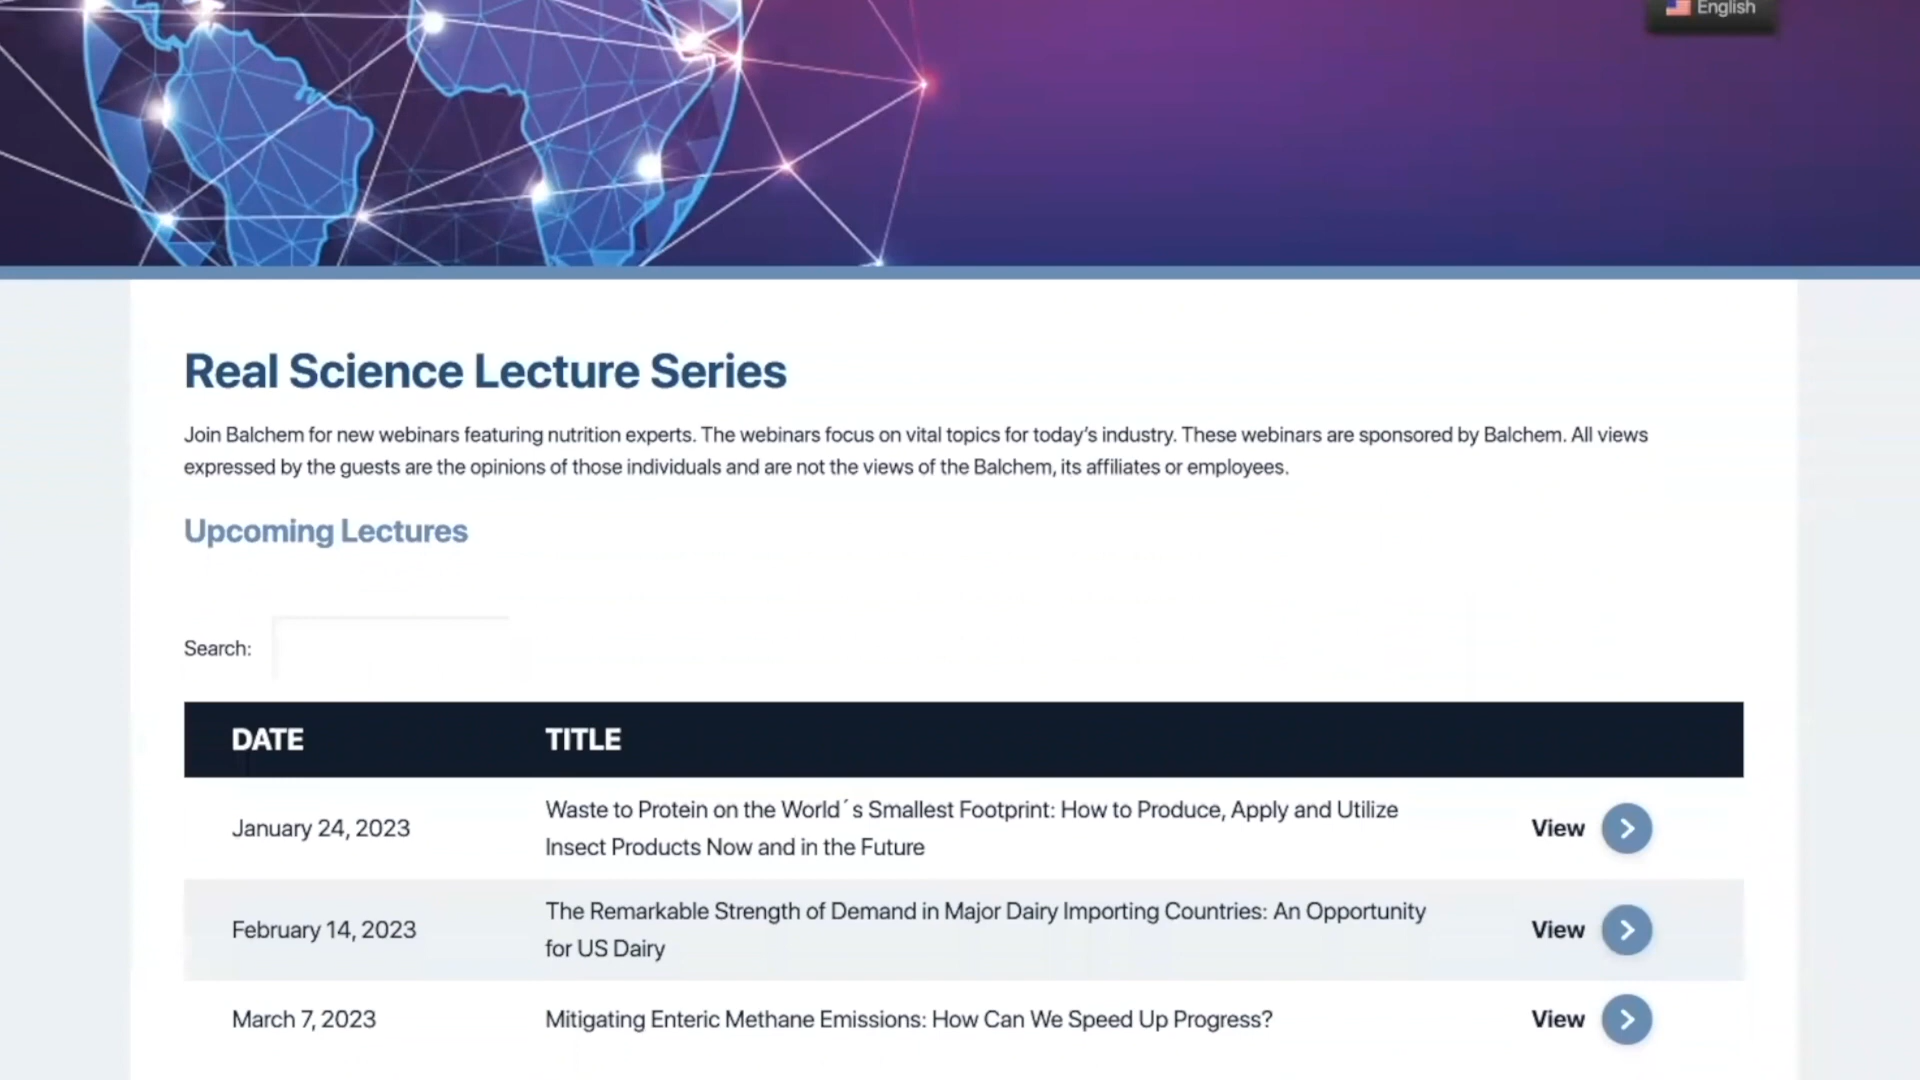 English
Real Science Lecture Series
Join Balchem for new webinars featuring nutrition experts. The webinars focus on vital topics for today's industry. These webinars are sponsored by Balchem. All views
expressed by the guests are the opinions of those individuals and are not the views of the Balchem, its affiliates or employees.
Upcoming Lectures
Search:
DATE TITLE
January 24, 2023 Waste to Protein on the World´s Smallest Footprint: How to Produce, Apply and Utilize
Insect Products Now and in the Future View
February 14, 2023 The Remarkable Strength of Demand in Major Dairy Importing Countries: An Opportunity
for US Dairy View
March 7, 2023 Mitigating Enteric Methane Emissions: How Can We Speed Up Progress? View